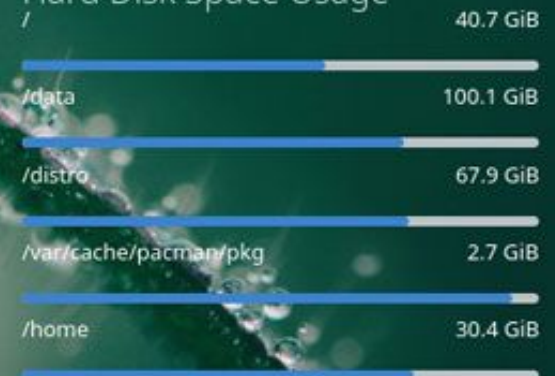 Hard Disk Space Usage
/ 40.7 GiB
/data 100.1 GiB
/distro 67.9 GiB
/var/cache/pacman/pkg 2.7 GiB
/home 30.4 GiB